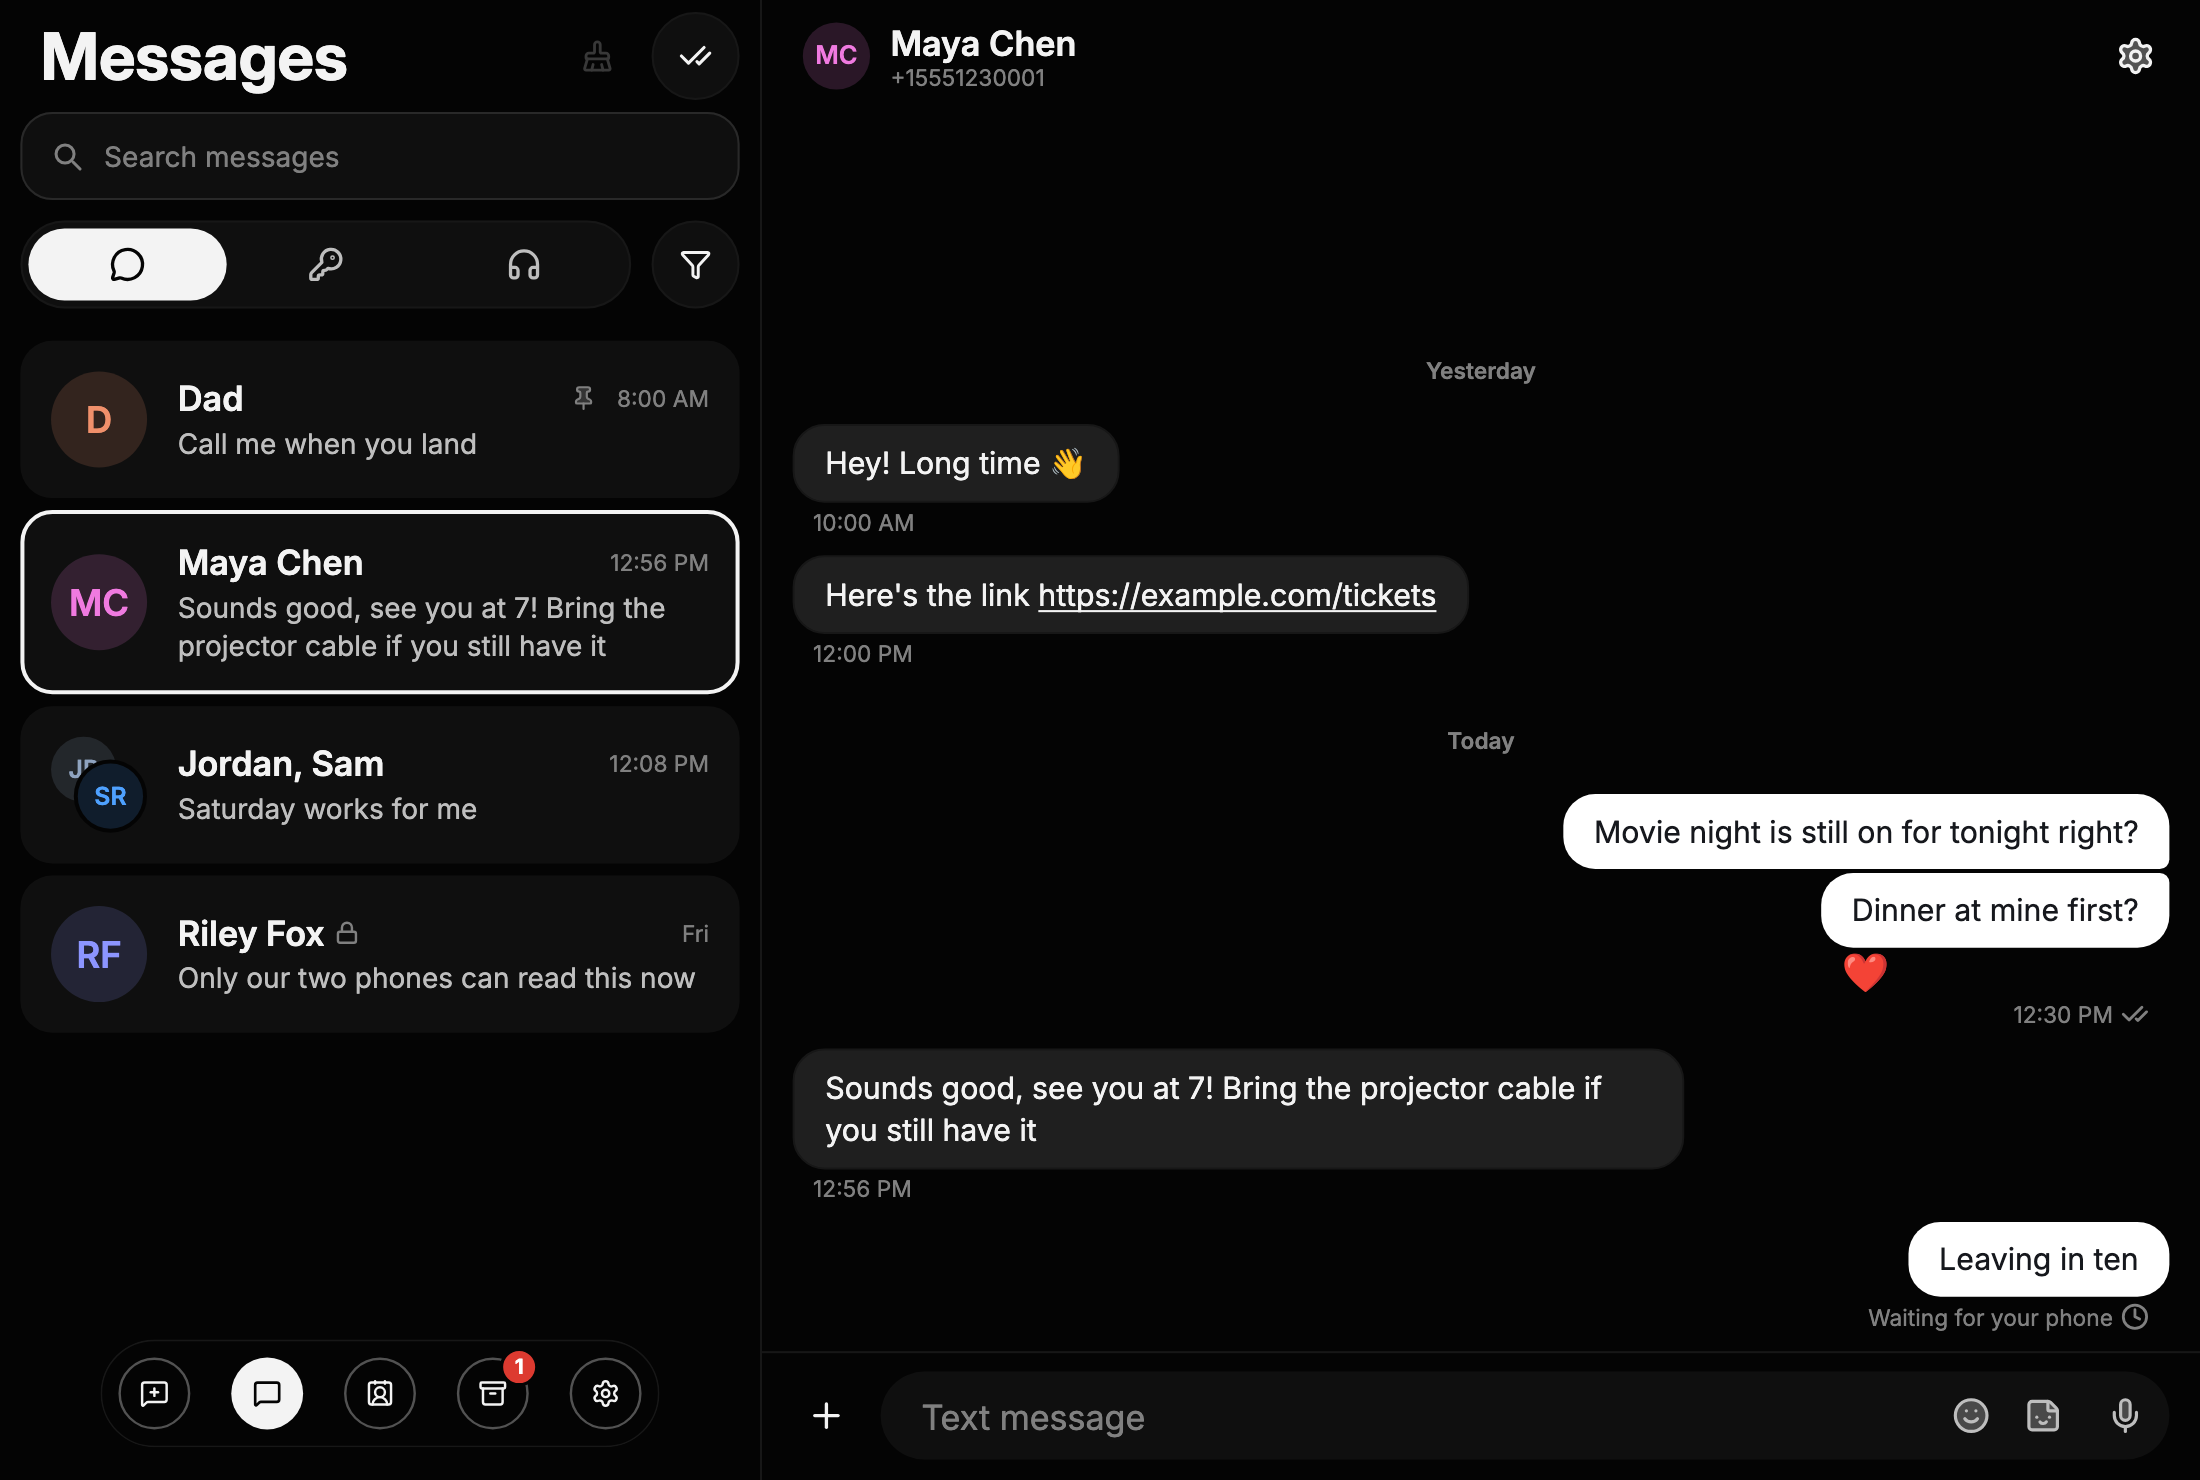 Messages
Search messages
D
Dad
8:00 AM
Call me when you land
MC
Maya Chen
12:56 PM
Sounds good, see you at 7! Bring the
projector cable if you still have it
SR
Jordan, Sam
12:08 PM
Saturday works for me
RF
Riley Fox
Fri
Only our two phones can read this now
1
MC
Maya Chen
+15551230001
Yesterday
Hey! Long time 👋
10:00 AM
Here's the link https://example.com/tickets
12:00 PM
Today
Movie night is still on for tonight right?
Dinner at mine first?
❤️
12:30 PM
Sounds good, see you at 7! Bring the projector cable if
you still have it
12:56 PM
Leaving in ten
Waiting for your phone
Text message